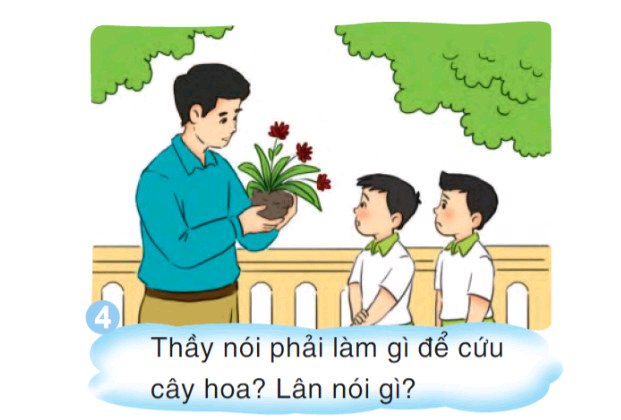 4
Thầy nói phải làm gì để cứu
cây hoa? Lân nói gì?